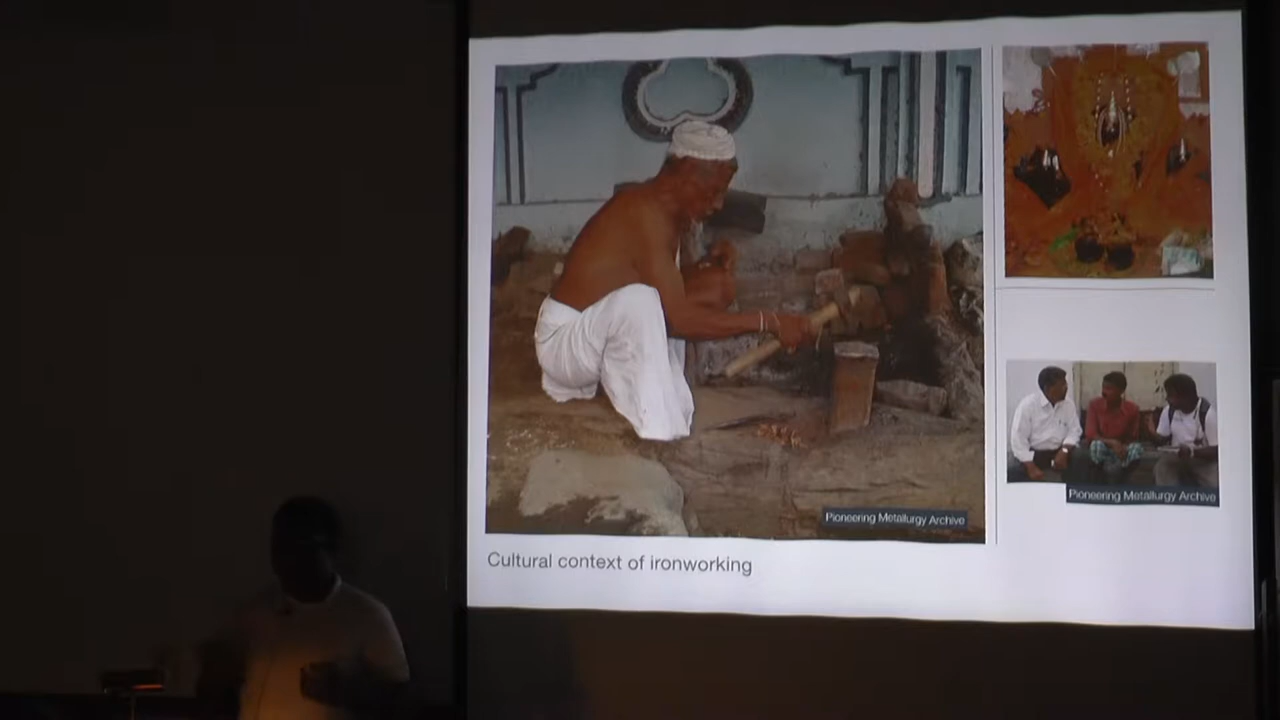 Pioneering Metallurgy Archive
Pioneering Metallurgy Archive
Cultural context of ironworking